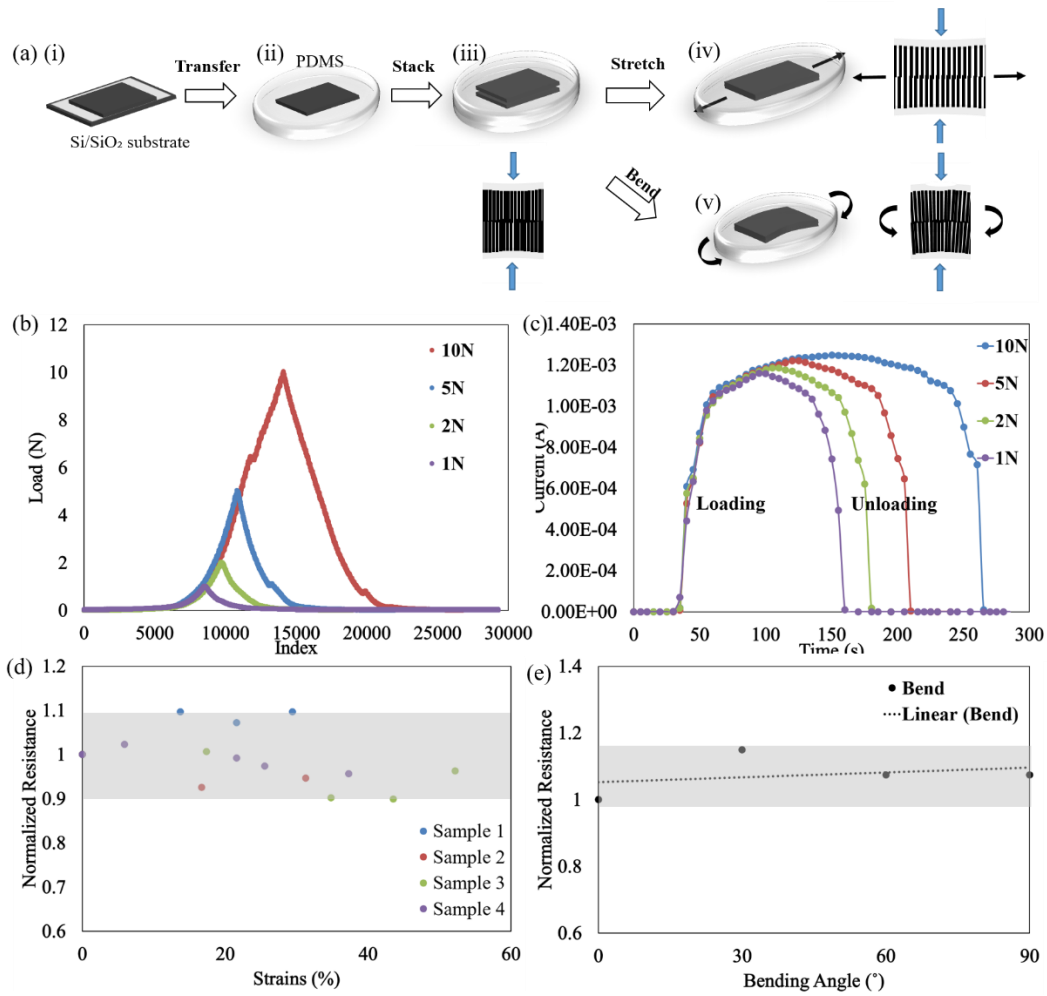 (a) (i) Transfer (ii) PDMS Stack (iii) Stretch (iv)
Si/SiO₂ substrate
Bend (v)
(b)
12
10
8
6
4
2
0
Load (N)
10N
5N
2N
1N
0 5000 10000 15000 20000 25000 30000
Index
(c)
1.40E-03
1.20E-03
1.00E-03
8.00E-04
6.00E-04
4.00E-04
2.00E-04
0.00E+00
Current (A)
10N
5N
2N
1N
Loading Unloading
0 50 100 150 200 250 300
Time (s)
(d)
1.2
1.1
1
0.9
0.8
0.7
0.6
Normalized Resistance
Sample 1
Sample 2
Sample 3
Sample 4
0 20 40 60
Strains (%)
(e)
1.4
1.2
1
0.8
0.6
Normalized Resistance
Bend
Linear (Bend)
0 30 60 90
Bending Angle (˚)